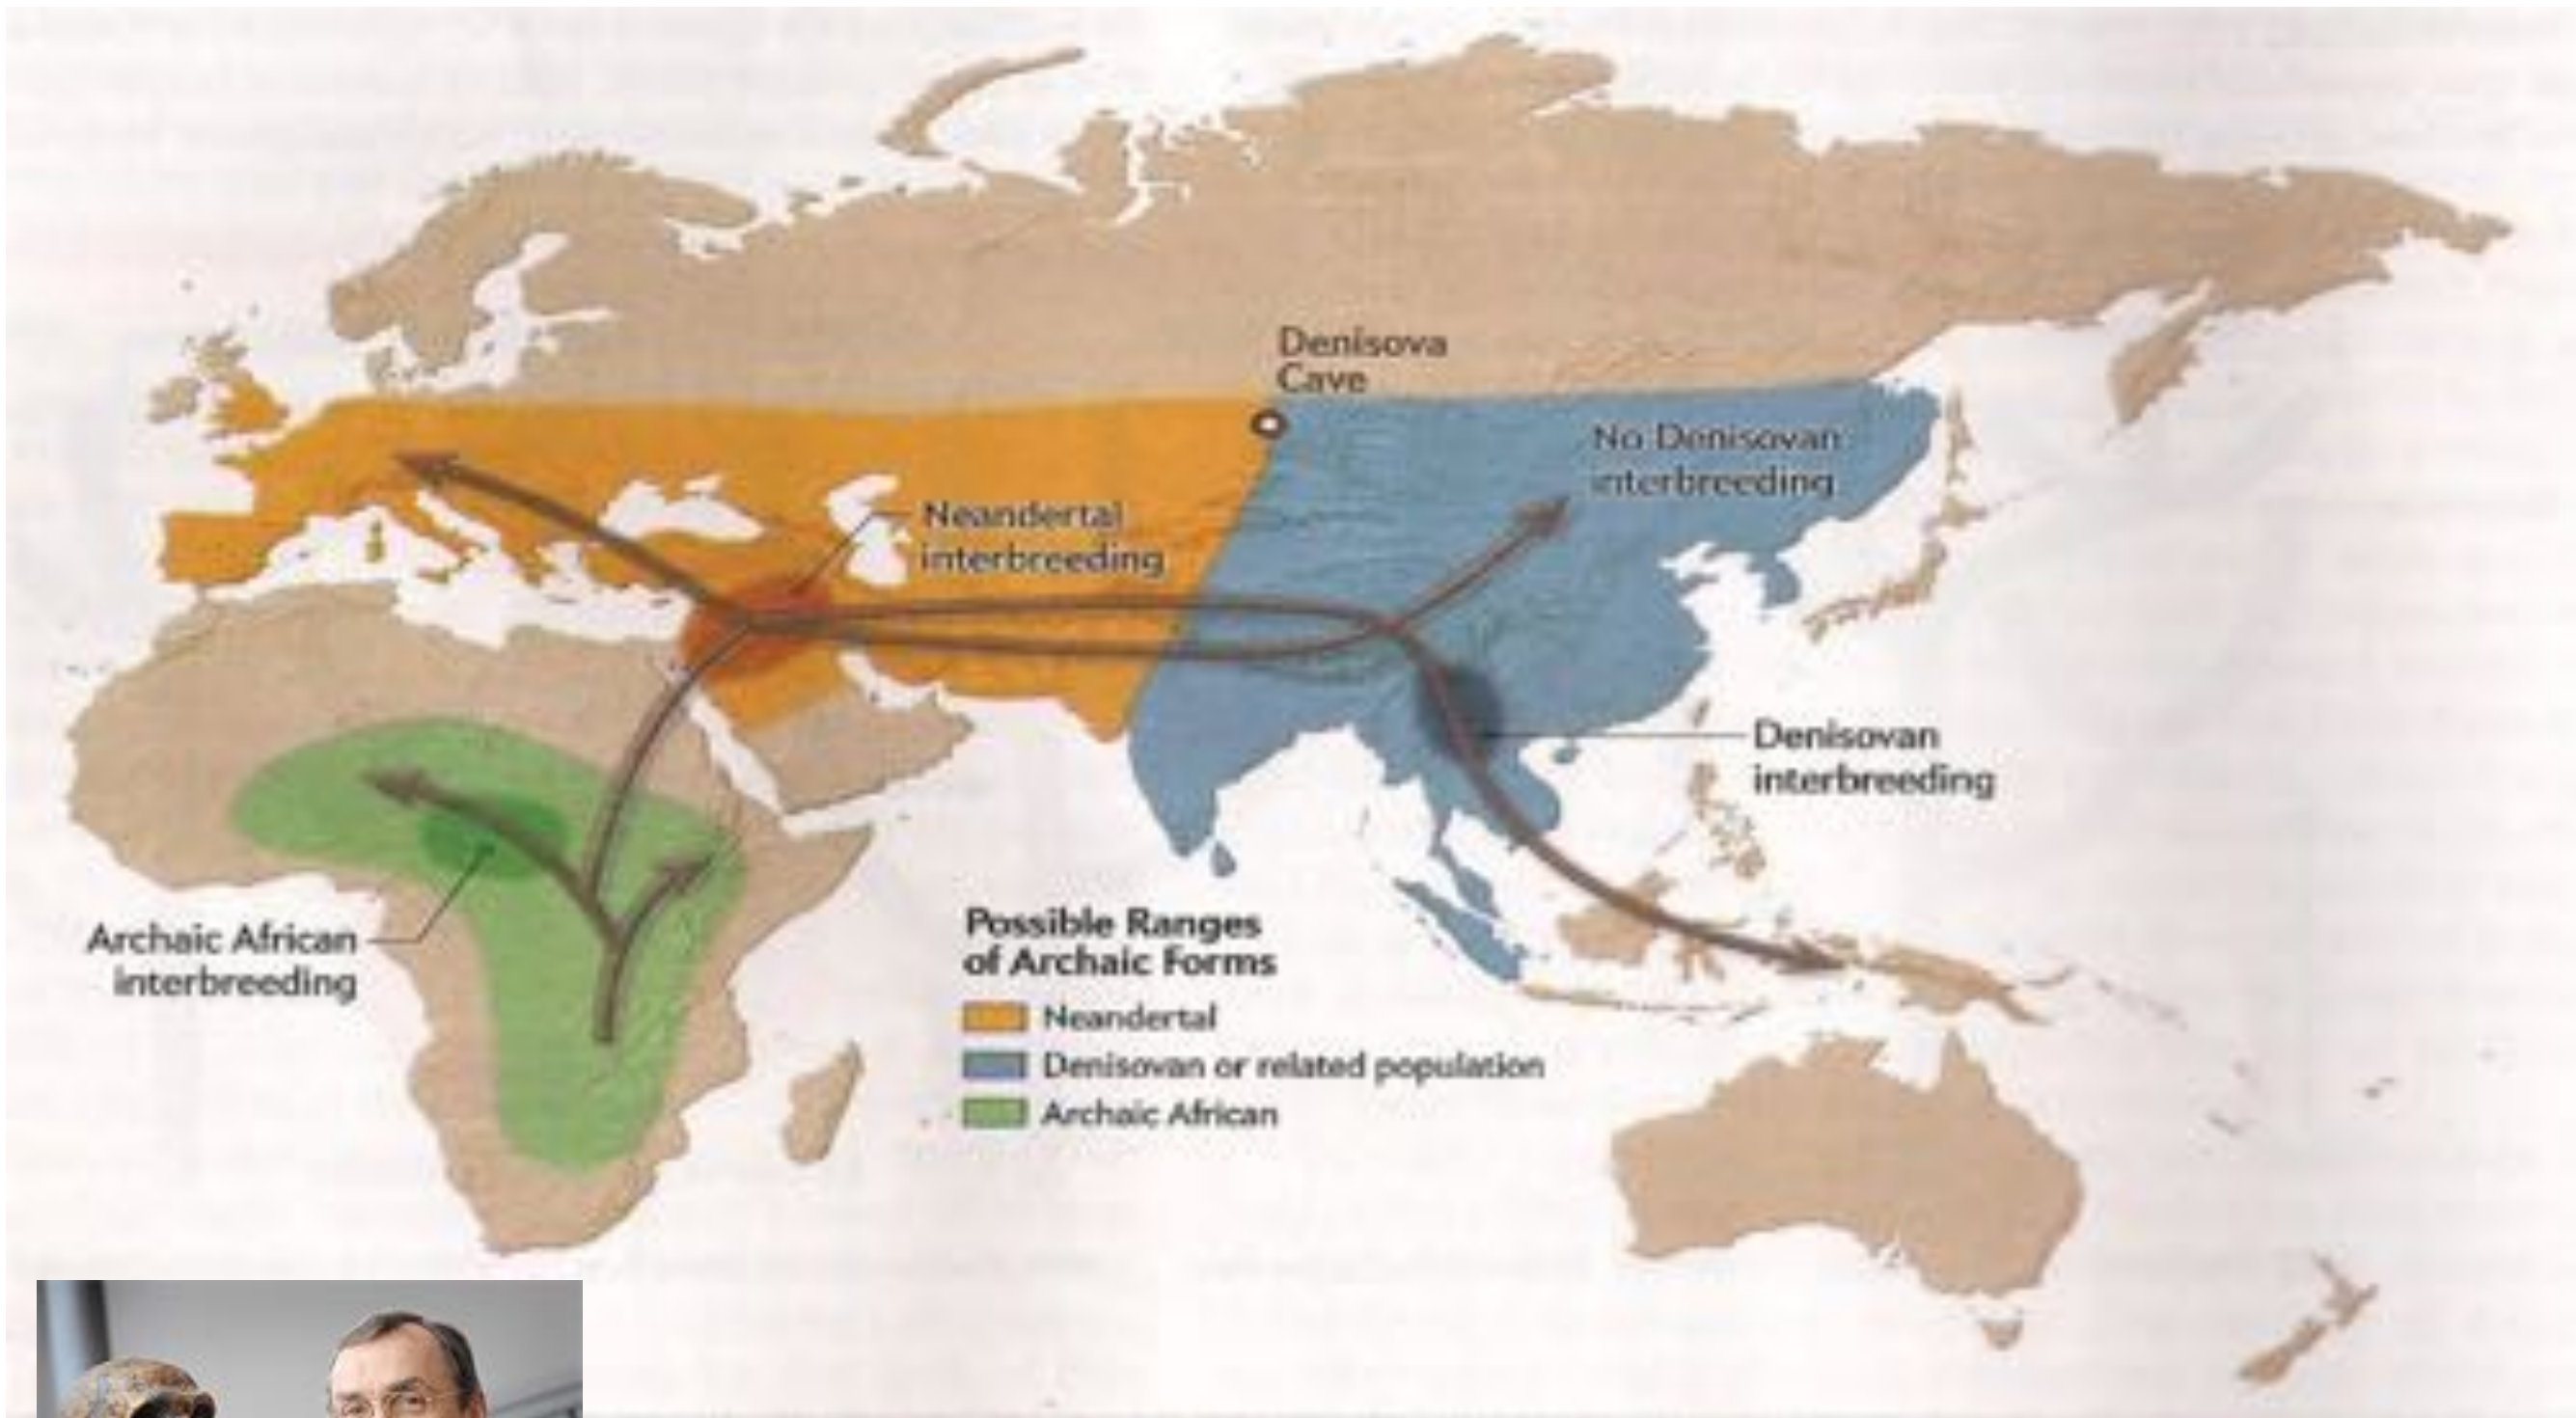 Denisova
Cave
No Denisovan
interbreeding
Neandertal
interbreeding
Denisovan
interbreeding
Archaic African
interbreeding
Possible Ranges
of Archaic Forms
Neandertal
Denisovan or related population
Archaic African